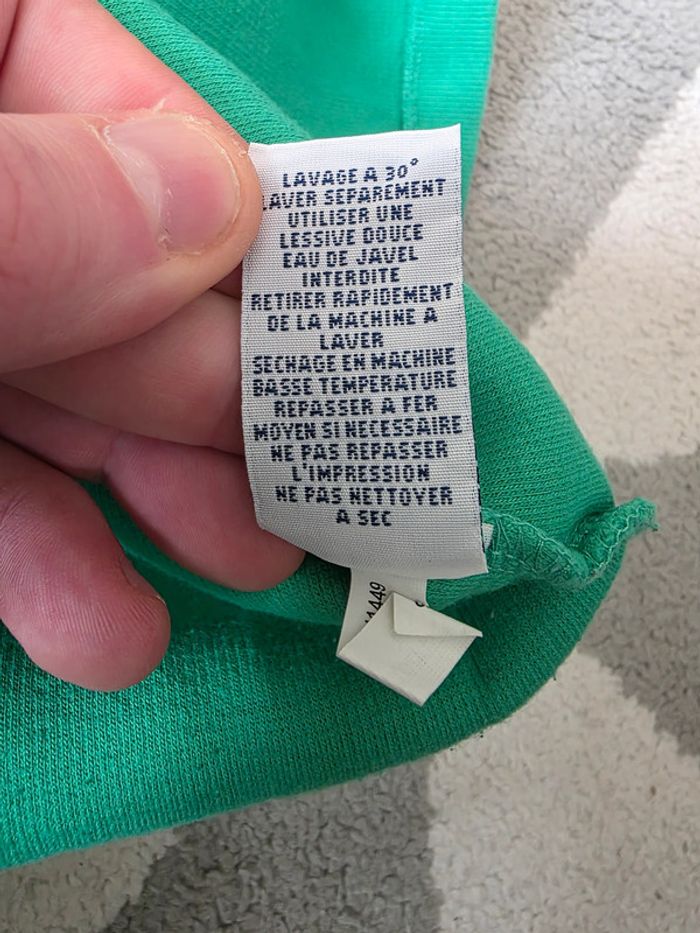 LAVAGE A 30°
LAVER SEPAREMENT
UTILISER UNE
LESSIVE DOUCE
EAU DE JAVEL
INTERDITE
RETIRER RAPIDEMENT
DE LA MACHINE A
LAVER
SECHAGE EN MACHINE
BASSE TEMPERATURE
REPASSER A FER
MOYEN SI NECESSAIRE
NE PAS REPASSER
L'IMPRESSION
NE PAS NETTOYER
A SEC